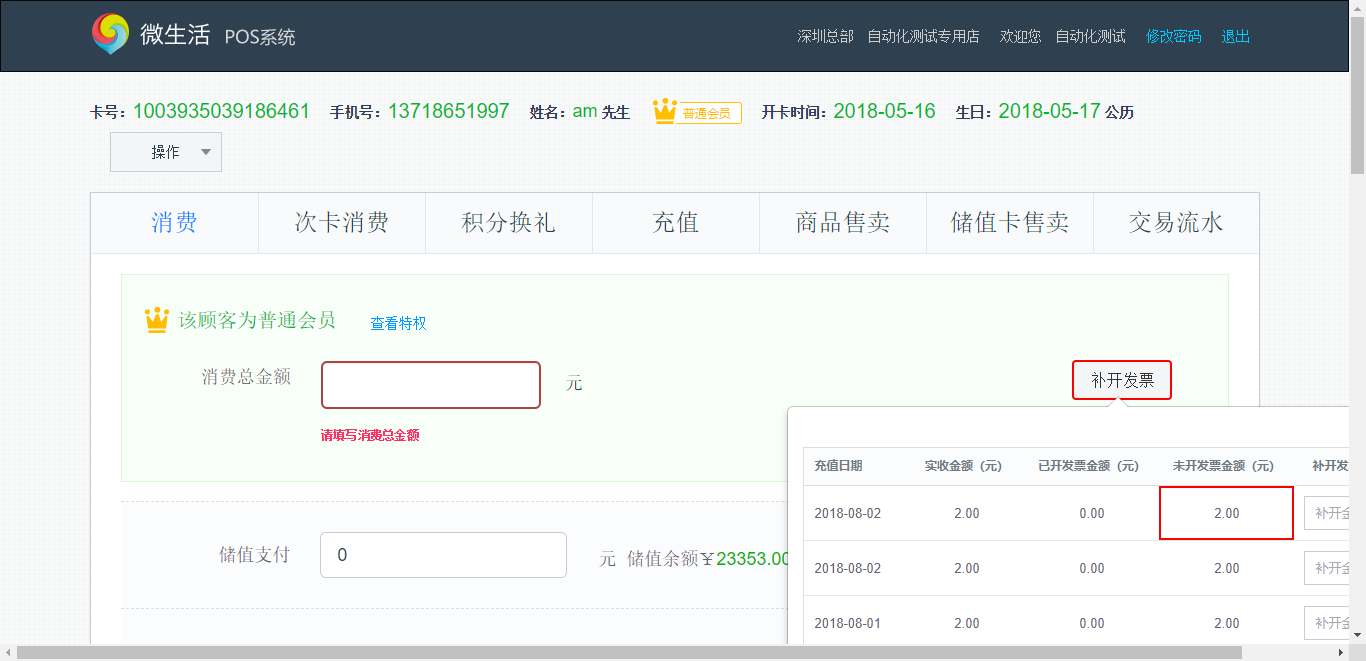 微生活 POS系统 深圳总部 自动化测试专用店 欢迎您 自动化测试 修改密码 退出
卡号：1003935039186461 手机号：13718651997 姓名：am 先生 普通会员 开卡时间：2018-05-16 生日：2018-05-17 公历
操作
消费 次卡消费 积分换礼 充值 商品售卖 储值卡售卖 交易流水
该顾客为普通会员 查看特权
消费总金额 元 补开发票
请填写消费总金额
充值日期 实收金额（元） 已开发票金额（元） 未开发票金额（元） 补开发
2018-08-02 2.00 0.00 2.00 补开金
储值支付 0 元 储值余额￥23353.00
2018-08-02 2.00 0.00 2.00 补开金
2018-08-01 2.00 0.00 2.00 补开金